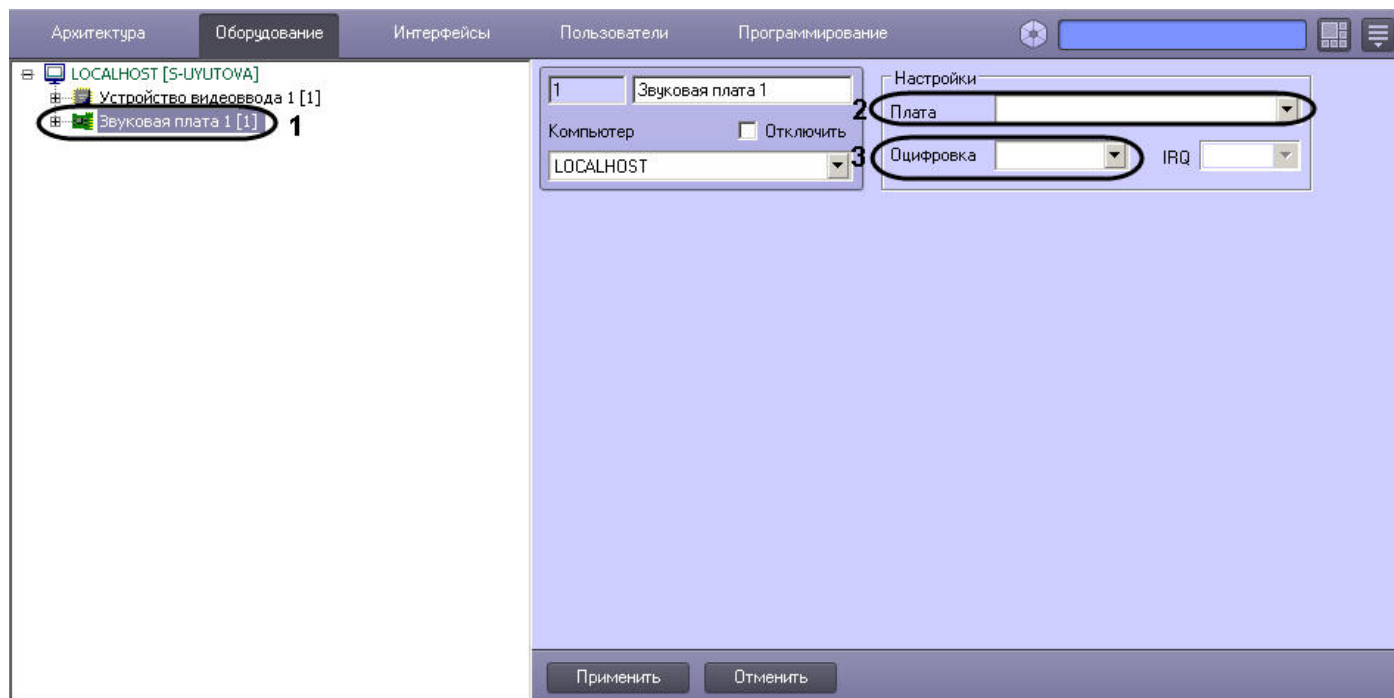 Архитектура Оборудование Интерфейсы Пользователи Программирование
LOCALHOST [S-UYUTOVA]
Устройство видеоввода 1 [1]
Звуковая плата 1 [1] 1
1 Звуковая плата 1
Компьютер Отключить
LOCALHOST
Настройки
2 Плата
3 Оцифровка IRQ
Применить Отменить